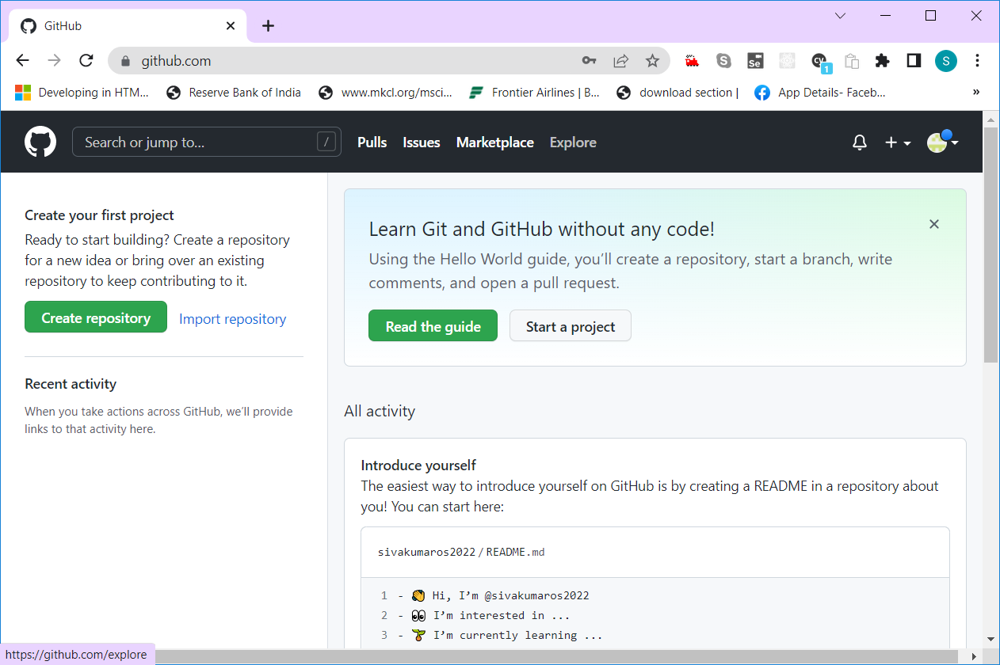 GitHub
github.com
Se
cy
1
S
Developing in HTM...
Reserve Bank of India
www.mkcl.org/msci...
Frontier Airlines | B...
download section |
App Details- Faceb...
»
Search or jump to...
/
Pulls
Issues
Marketplace
Explore
Create your first project
Ready to start building? Create a repository
for a new idea or bring over an existing
repository to keep contributing to it.
Create repository
Import repository
Recent activity
When you take actions across GitHub, we’ll provide
links to that activity here.
Learn Git and GitHub without any code!
Using the Hello World guide, you’ll create a repository, start a branch, write
comments, and open a pull request.
Read the guide
Start a project
All activity
Introduce yourself
The easiest way to introduce yourself on GitHub is by creating a README in a repository about
you! You can start here:
sivakumaros2022 / README.md
1 - 👋 Hi, I’m @sivakumaros2022
2 - 👀 I’m interested in ...
3 - 🌱 I’m currently learning ...
https://github.com/explore